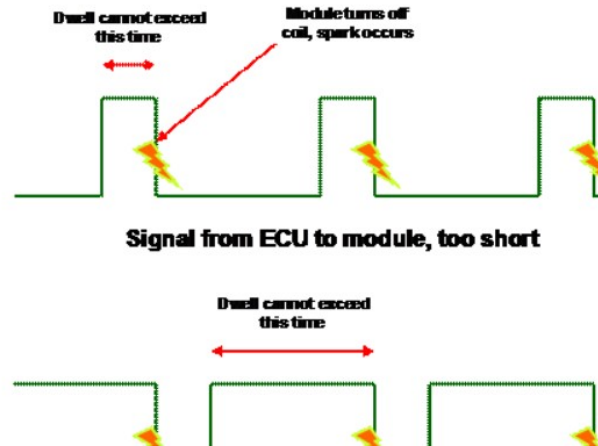 Dwell cannot exceed
this time
Module turns off
coil, spark occurs
Signal from ECU to module, too short
Dwell cannot exceed
this time